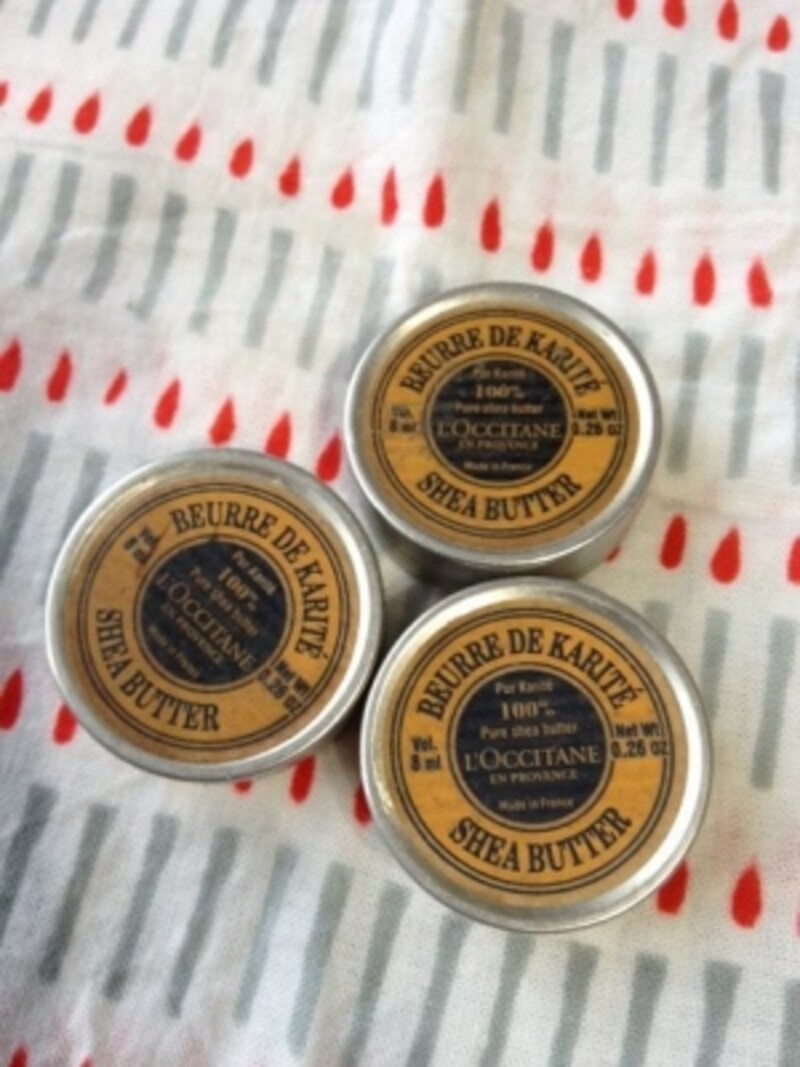 BEURRE DE KARITÉ
Pur Karité
100%
Pure shea butter
Vol.
8 ml
L'OCCITANE
EN PROVENCE
Net Wt.
0.26 oz
Made in France
SHEA BUTTER
BEURRE DE KARITÉ
Pur Karité
100%
Pure shea butter
L'OCCITANE
EN PROVENCE
Made in France
Net Wt.
0.26 oz
SHEA BUTTER
BEURRE DE KARITÉ
Pur Karité
100%
Pure shea butter
Vol.
8 ml
L'OCCITANE
EN PROVENCE
Net Wt.
0.26 oz
Made in France
SHEA BUTTER